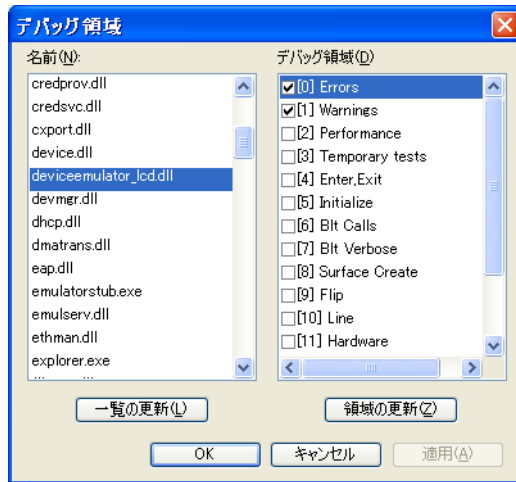 デバッグ領域
名前(N):
credprov.dll
credsvc.dll
cxport.dll
device.dll
deviceemulator_lcd.dll
devmgr.dll
dhcp.dll
dmatrans.dll
eap.dll
emulatorstub.exe
emulserv.dll
ethman.dll
explorer.exe
一覧の更新(L)
デバッグ領域(D)
[0] Errors
[1] Warnings
[2] Performance
[3] Temporary tests
[4] Enter,Exit
[5] Initialize
[6] Blt Calls
[7] Blt Verbose
[8] Surface Create
[9] Flip
[10] Line
[11] Hardware
領域の更新(Z)
OK
キャンセル
適用(A)